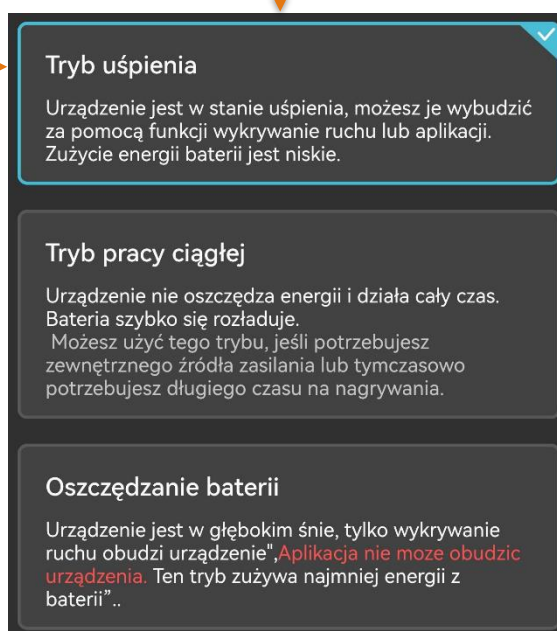 Tryb uśpienia
Urządzenie jest w stanie uśpienia, możesz je wybudzić
za pomocą funkcji wykrywanie ruchu lub aplikacji.
Zużycie energii baterii jest niskie.
Tryb pracy ciągłej
Urządzenie nie oszczędza energii i działa cały czas.
Bateria szybko się rozładuje.
Możesz użyć tego trybu, jeśli potrzebujesz
zewnętrznego źródła zasilania lub tymczasowo
potrzebujesz długiego czasu na nagrywania.
Oszczędzanie baterii
Urządzenie jest w głębokim śnie, tylko wykrywanie
ruchu obudzi urządzenie",Aplikacja nie moze obudzic
urządzenia. Ten tryb zużywa najmniej energii z
baterii”..